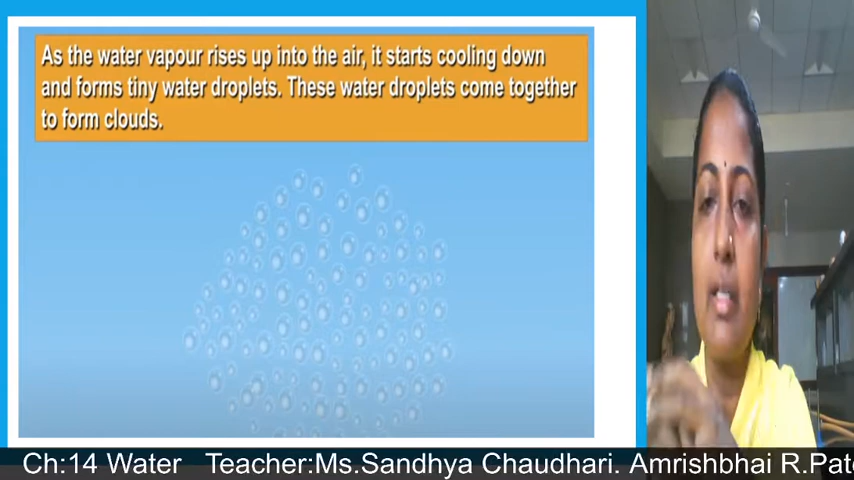 As the water vapour rises up into the air, it starts cooling down
and forms tiny water droplets. These water droplets come together
to form clouds.
Ch:14 Water Teacher:Ms.Sandhya Chaudhari. Amrishbhai R.Pat